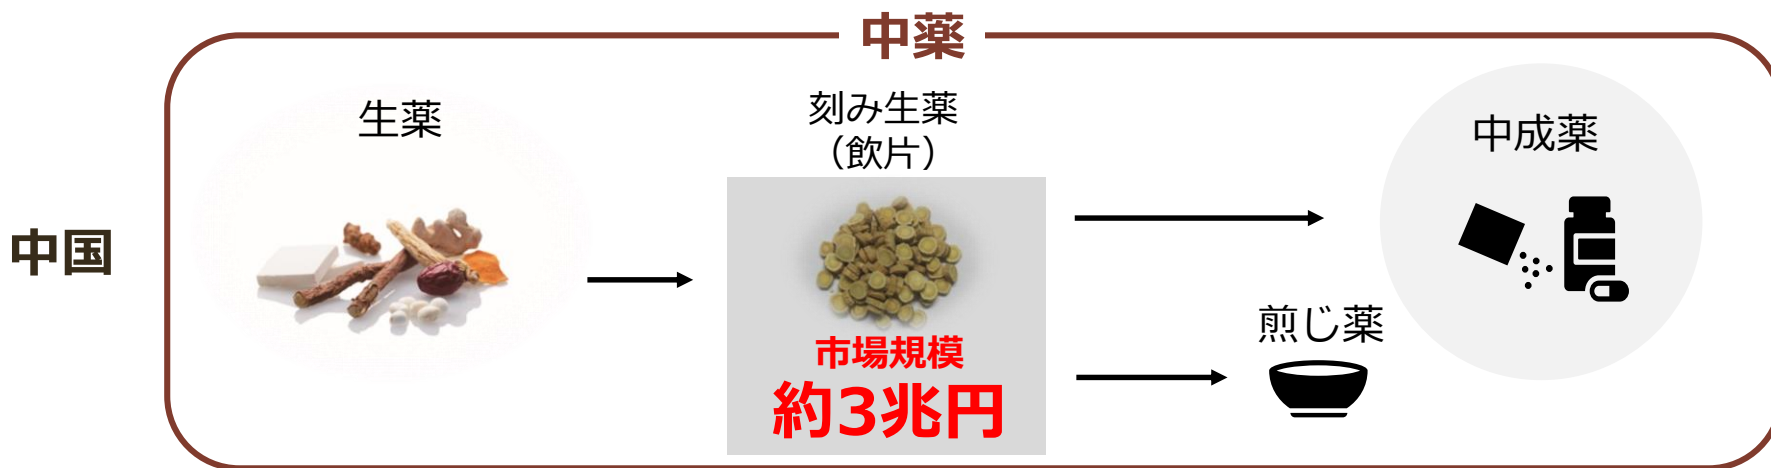 中薬
中国
生薬
刻み生薬
（飲片）
市場規模
約3兆円
中成薬
煎じ薬